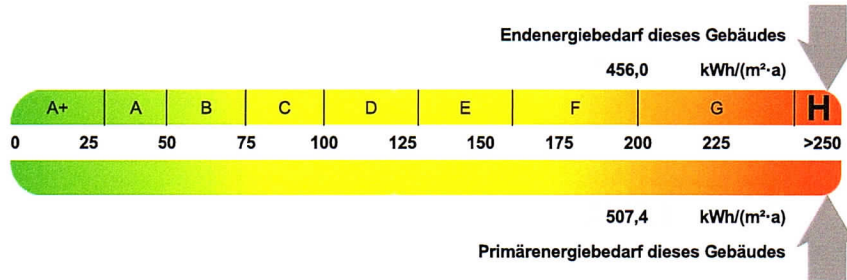 Endenergiebedarf dieses Gebäudes
456,0 kWh/(m²·a)
A+ A B C D E F G H
0 25 50 75 100 125 150 175 200 225 >250
507,4 kWh/(m²·a)
Primärenergiebedarf dieses Gebäudes